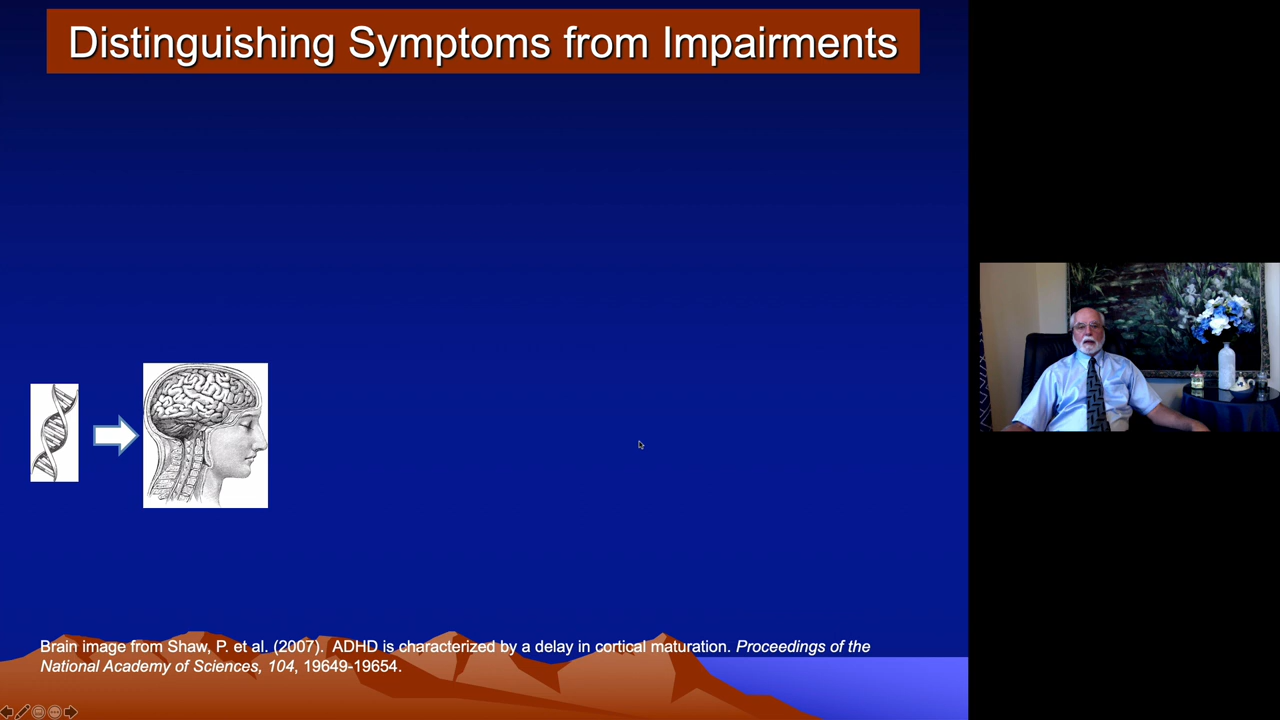 Distinguishing Symptoms from Impairments
Brain image from Shaw, P. et al. (2007).  ADHD is characterized by a delay in cortical maturation. Proceedings of the
National Academy of Sciences, 104, 19649-19654.